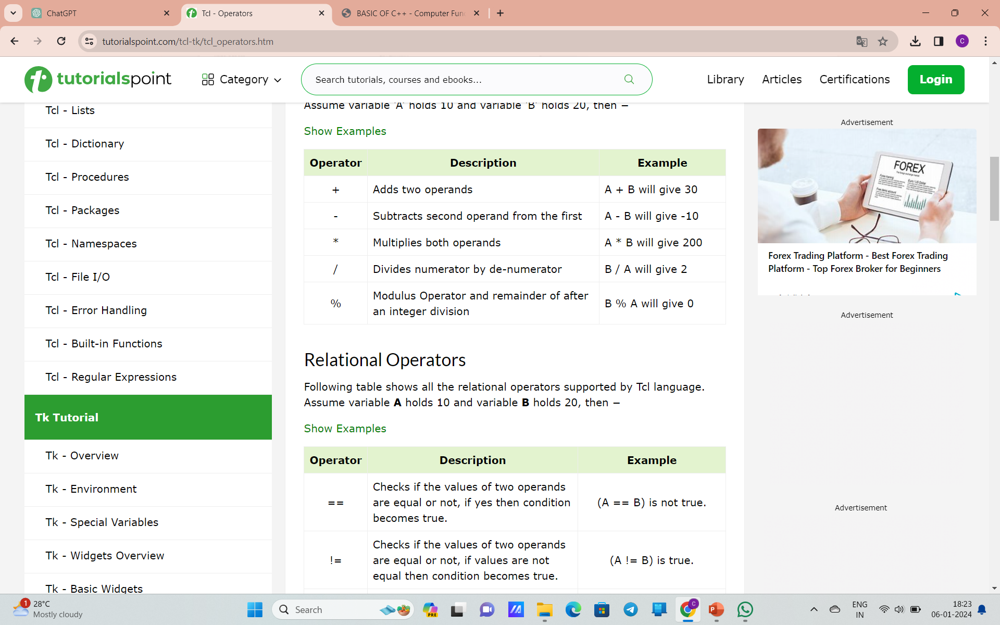 ChatGPT
Tcl - Operators
BASIC OF C++ - Computer Fun
tutorialspoint.com/tcl-tk/tcl_operators.htm
C
tutorialspoint
Category
Search tutorials, courses and ebooks...
Library
Articles
Certifications
Login
Tcl - Lists
Tcl - Dictionary
Tcl - Procedures
Tcl - Packages
Tcl - Namespaces
Tcl - File I/O
Tcl - Error Handling
Tcl - Built-in Functions
Tcl - Regular Expressions
Tk Tutorial
Tk - Overview
Tk - Environment
Tk - Special Variables
Tk - Widgets Overview
Tk - Basic Widgets
Assume variable 'A' holds 10 and variable 'B' holds 20, then −
Show Examples
Operator Description Example
+ Adds two operands A + B will give 30
- Subtracts second operand from the first A - B will give -10
* Multiplies both operands A * B will give 200
/ Divides numerator by de-numerator B / A will give 2
% Modulus Operator and remainder of after
an integer division B % A will give 0
Relational Operators
Following table shows all the relational operators supported by Tcl language.
Assume variable A holds 10 and variable B holds 20, then −
Show Examples
Operator Description Example
== Checks if the values of two operands
are equal or not, if yes then condition
becomes true. (A == B) is not true.
!= Checks if the values of two operands
are equal or not, if values are not
equal then condition becomes true. (A != B) is true.
Advertisement
FOREX
Forex Trading Platform - Best Forex Trading
Platform - Top Forex Broker for Beginners
Advertisement
Advertisement
1
28°C
Mostly cloudy
Search
PRE
C
P
ENG
IN
18:23
06-01-2024